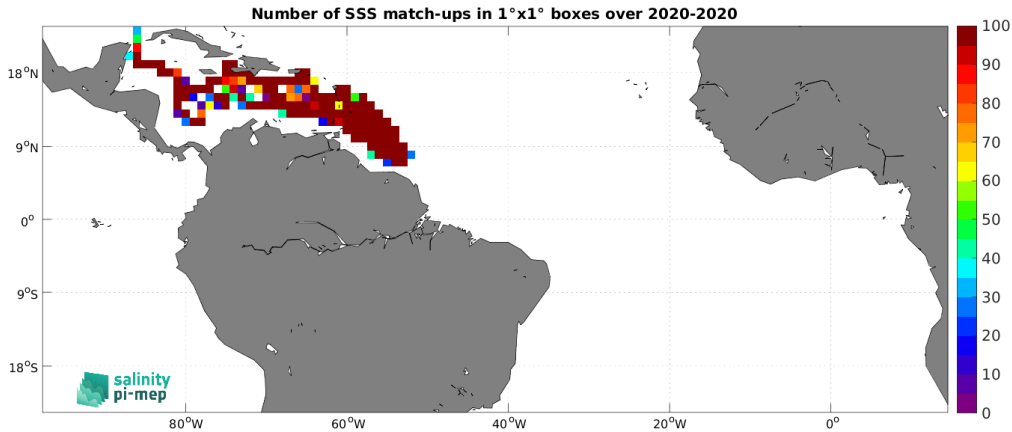 Number of SSS match-ups in 1°x1° boxes over 2020-2020
18°N
9°N
0°
9°S
18°S
80°W
60°W
40°W
20°W
0°
100
90
80
70
60
50
40
30
20
10
0
salinity
pi-mep